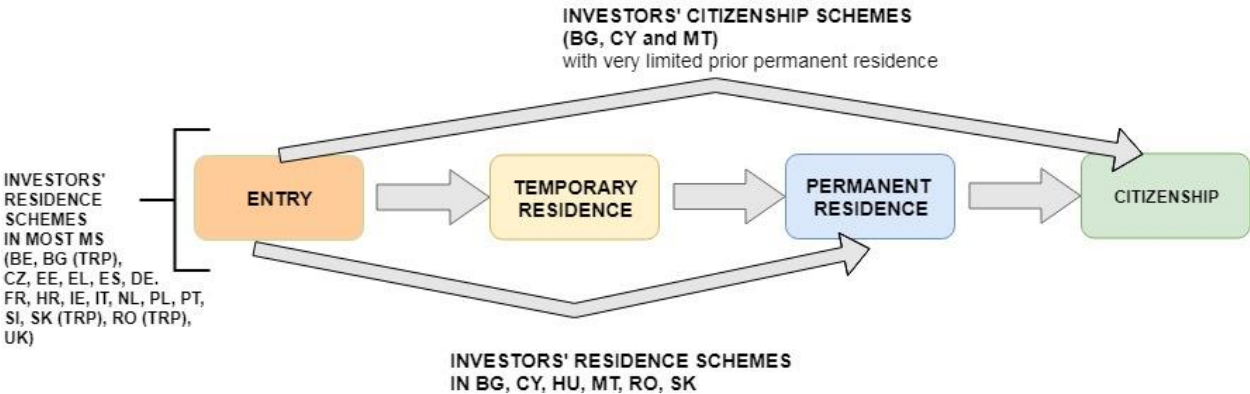 INVESTORS' CITIZENSHIP SCHEMES
(BG, CY and MT)
with very limited prior permanent residence
INVESTORS'
RESIDENCE
SCHEMES
IN MOST MS
(BE, BG (TRP),
CZ, EE, EL, ES, DE.
FR, HR, IE, IT, NL, PL, PT,
SI, SK (TRP), RO (TRP),
UK)
ENTRY
TEMPORARY
RESIDENCE
PERMANENT
RESIDENCE
CITIZENSHIP
INVESTORS' RESIDENCE SCHEMES
IN BG, CY, HU, MT, RO, SK